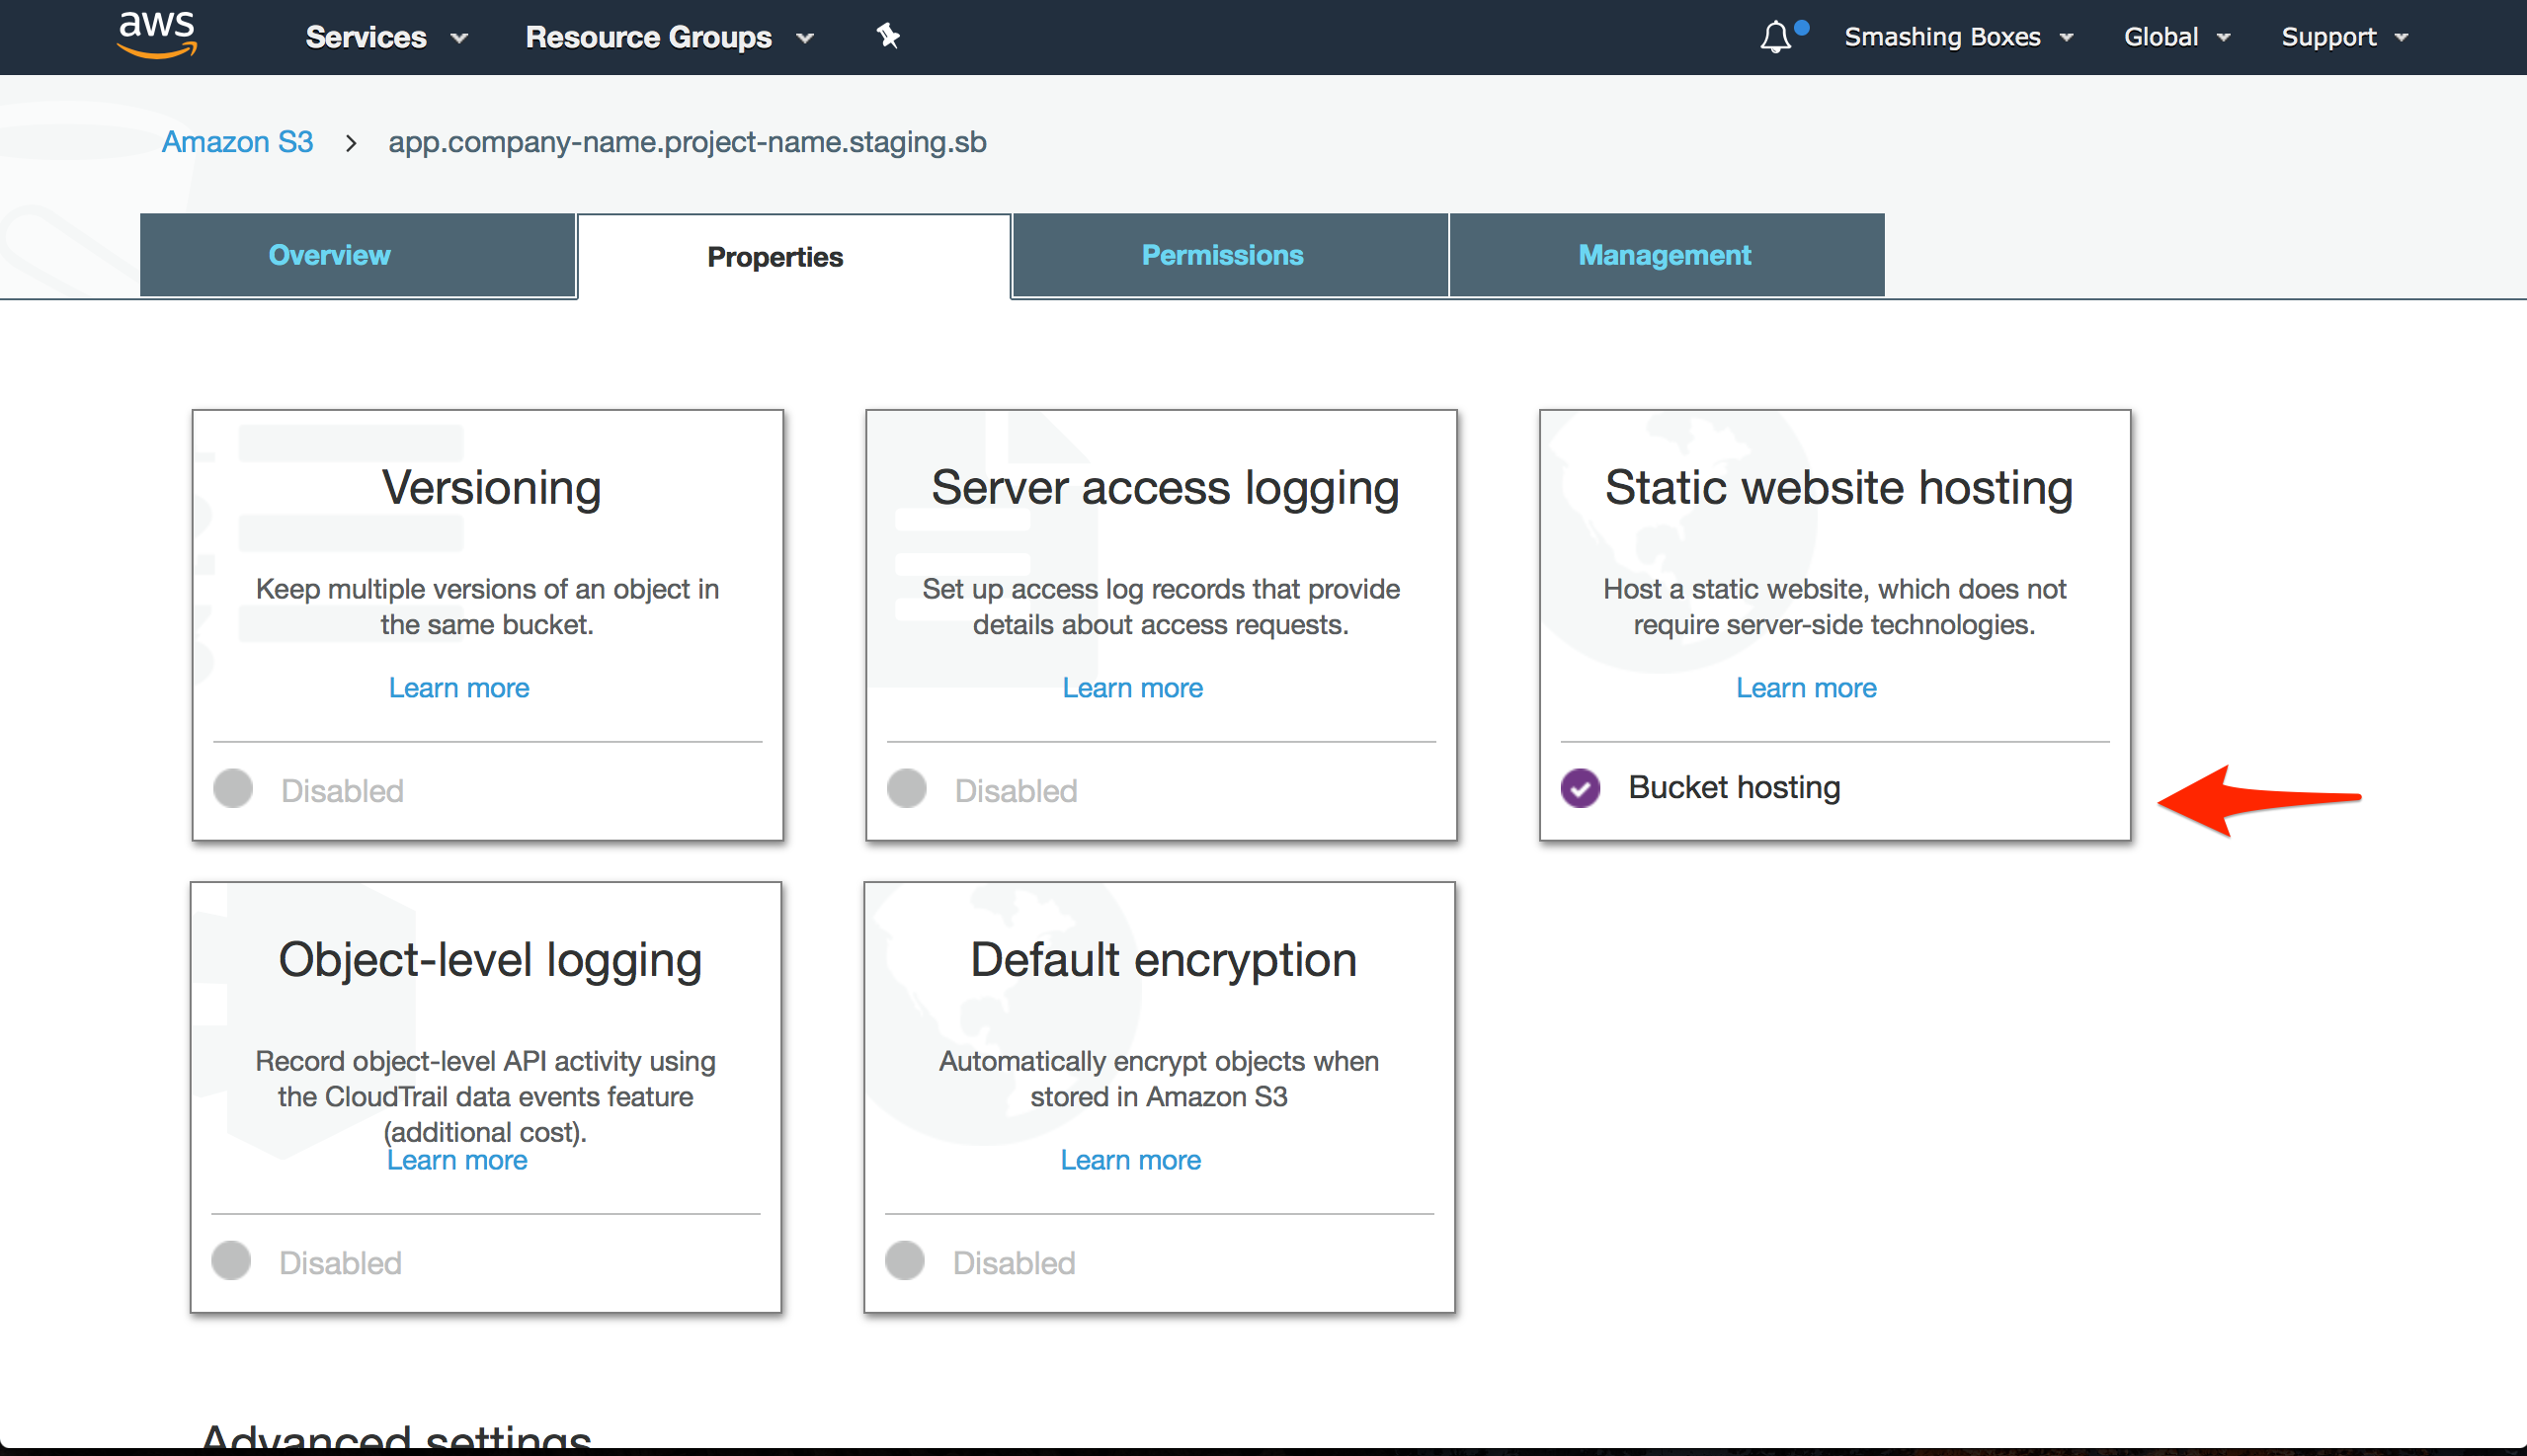 aws Services Resource Groups Smashing Boxes Global Support
Amazon S3 > app.company-name.project-name.staging.sb
Overview Properties Permissions Management
Versioning
Keep multiple versions of an object in
the same bucket.
Learn more
Disabled
Server access logging
Set up access log records that provide
details about access requests.
Learn more
Disabled
Static website hosting
Host a static website, which does not
require server-side technologies.
Learn more
Bucket hosting
Object-level logging
Record object-level API activity using
the CloudTrail data events feature
(additional cost).
Learn more
Disabled
Default encryption
Automatically encrypt objects when
stored in Amazon S3
Learn more
Disabled
Advanced settings